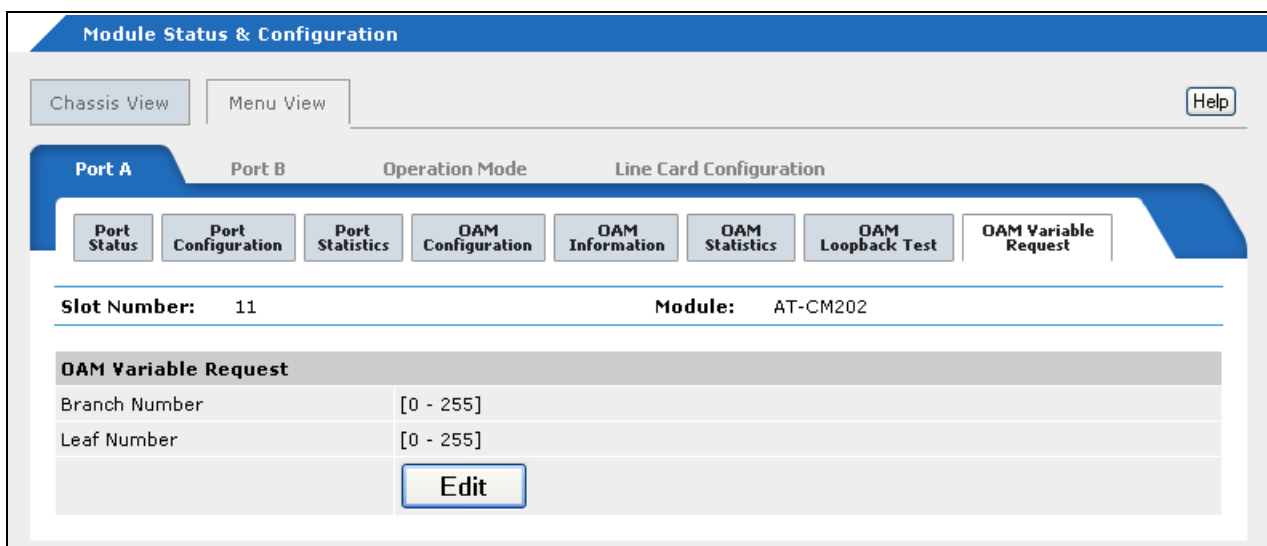 Module Status & Configuration
Chassis View Menu View Help
Port A Port B Operation Mode Line Card Configuration
Port Status Port Configuration Port Statistics OAM Configuration OAM Information OAM Statistics OAM Loopback Test OAM Variable Request
Slot Number: 11 Module: AT-CM202
OAM Variable Request
Branch Number [0 - 255]
Leaf Number [0 - 255]
Edit